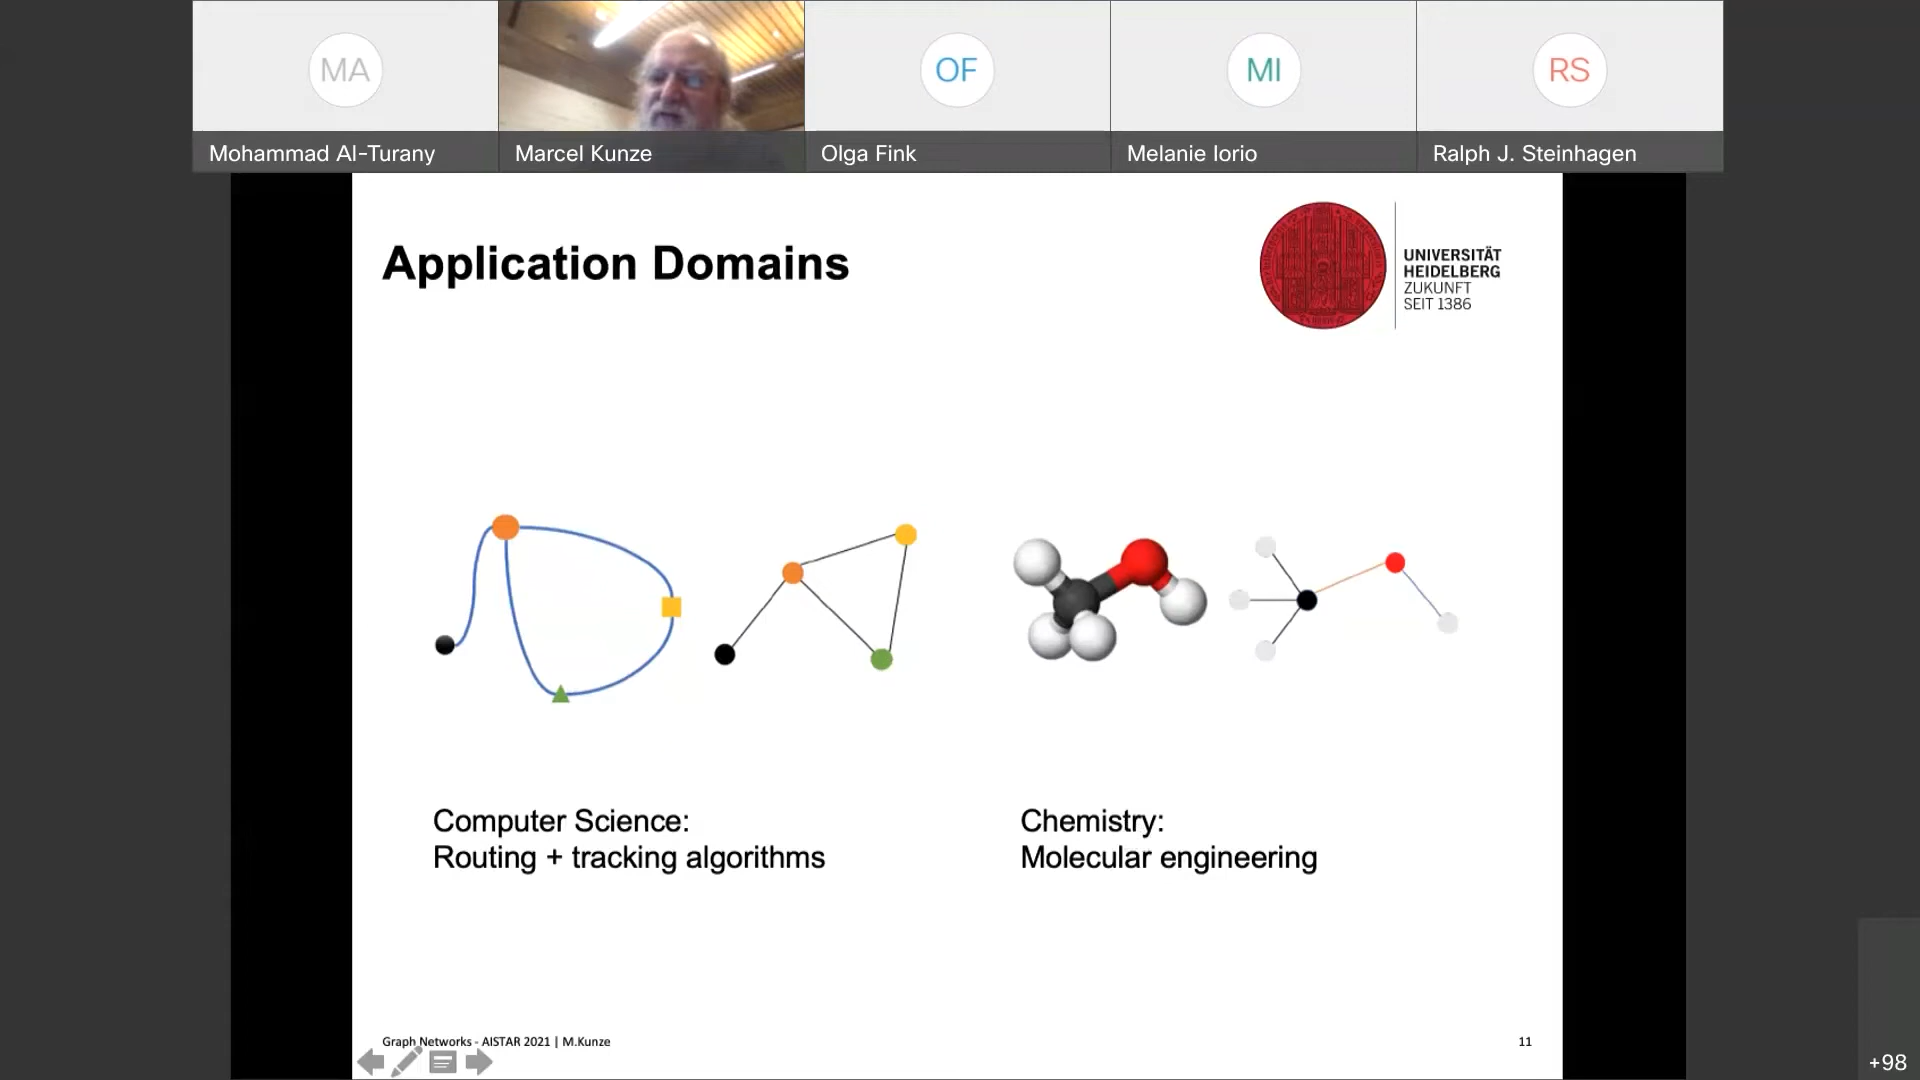 MA
OF
MI
RS
Mohammad Al-Turany
Marcel Kunze
Olga Fink
Melanie Iorio
Ralph J. Steinhagen
Application Domains
UNIVERSITÄT
HEIDELBERG
ZUKUNFT
SEIT 1386
Computer Science:
Routing + tracking algorithms
Chemistry:
Molecular engineering
Graph Networks - AISTAR 2021 | M.Kunze
11
+98